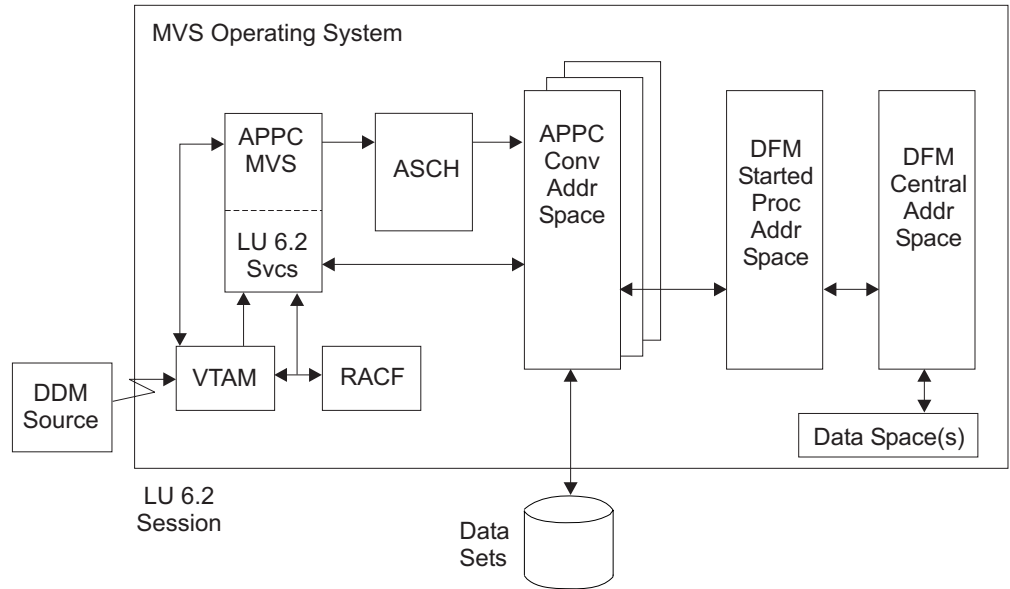 MVS Operating System
APPC
MVS
LU 6.2
Svcs
ASCH
APPC
Conv
Addr
Space
DFM
Started
Proc
Addr
Space
DFM
Central
Addr
Space
DDM
Source
VTAM
RACF
Data Space(s)
LU 6.2
Session
Data
Sets